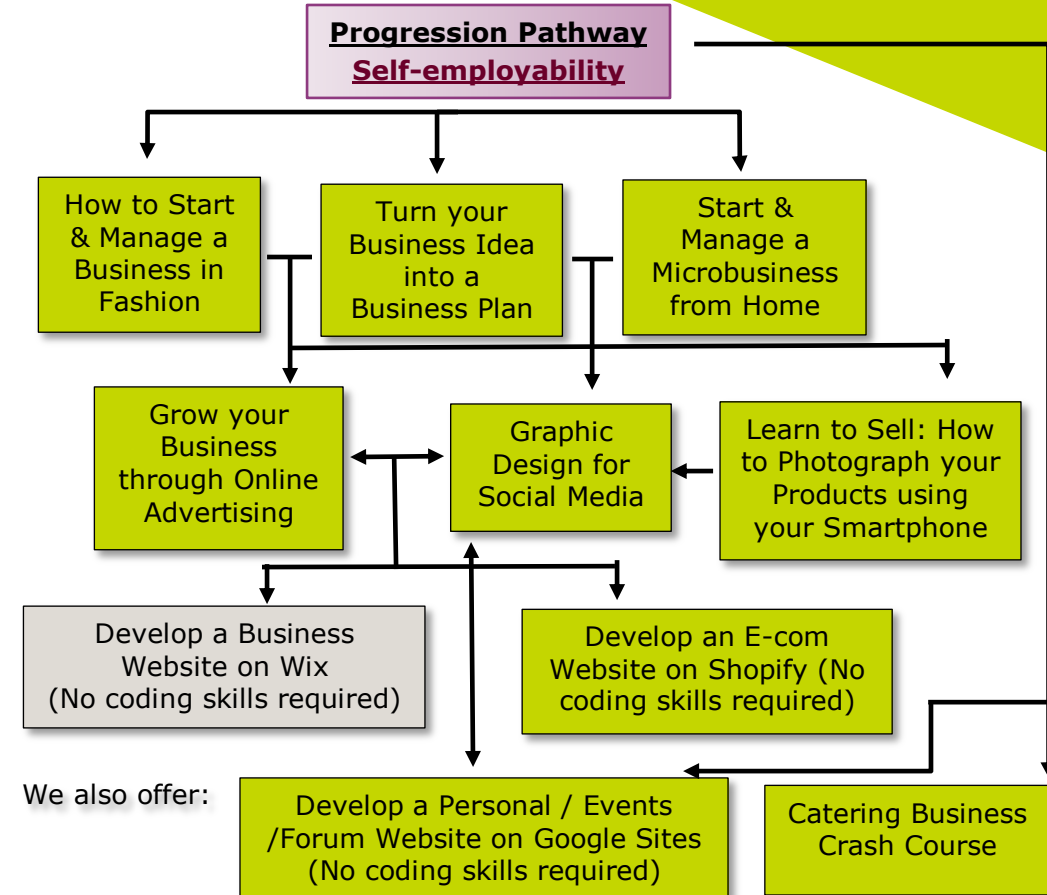 Progression Pathway
Self-employability
How to Start
& Manage a
Business in
Fashion
Turn your
Business Idea
into a
Business Plan
Start &
Manage a
Microbusiness
from Home
Grow your
Business
through Online
Advertising
Graphic
Design for
Social Media
Learn to Sell: How
to Photograph your
Products using
your Smartphone
Develop a Business
Website on Wix
(No coding skills required)
Develop an E-com
Website on Shopify (No
coding skills required)
We also offer:
Develop a Personal / Events
/Forum Website on Google Sites
(No coding skills required)
Catering Business
Crash Course